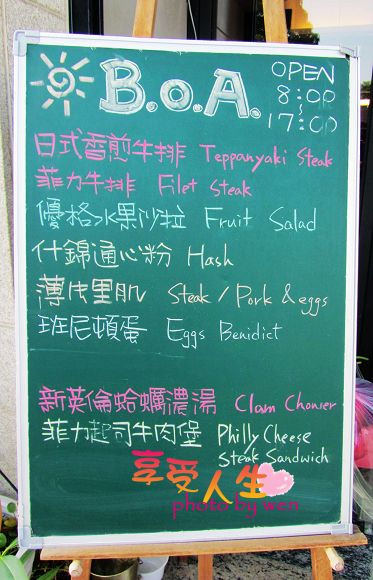 B.O.A.
OPEN
8:00
~
17:00
日式香煎牛排 Teppanyaki Steak
菲力牛排 Filet Steak
優格水果沙拉 Fruit Salad
什錦通心粉 Hash
薄片里肌 Steak / Pork & eggs
班尼頓蛋 Eggs Benidict
新英倫蛤蠣濃湯 Clam Chower
菲力起司牛肉堡 Philly Cheese
Steak Sandwich
享受人生
photo by wen